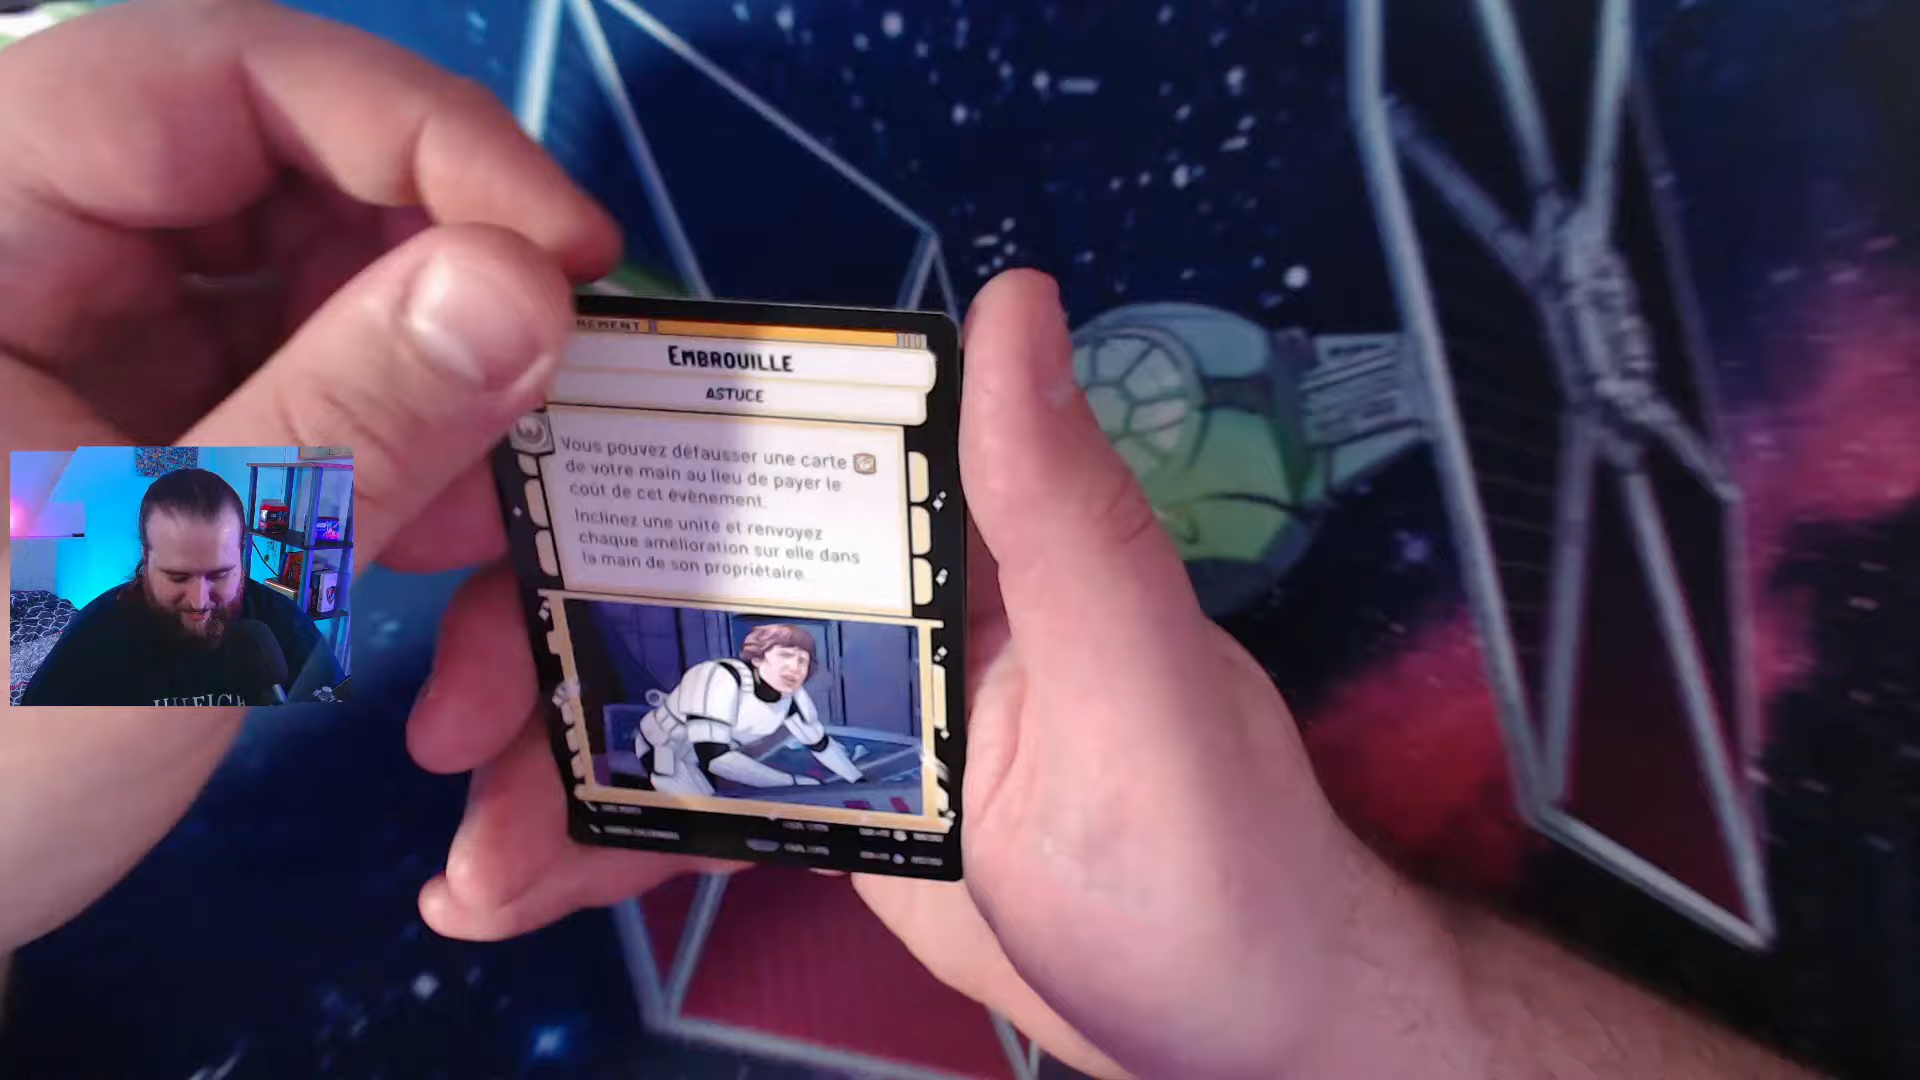 EMBROUILLE
ASTUCE
Vous pouvez défausser une carte
de votre main au lieu de payer le
coût de cet évènement.
Inclinez une unité et renvoyez
chaque amélioration sur elle dans
la main de son propriétaire.